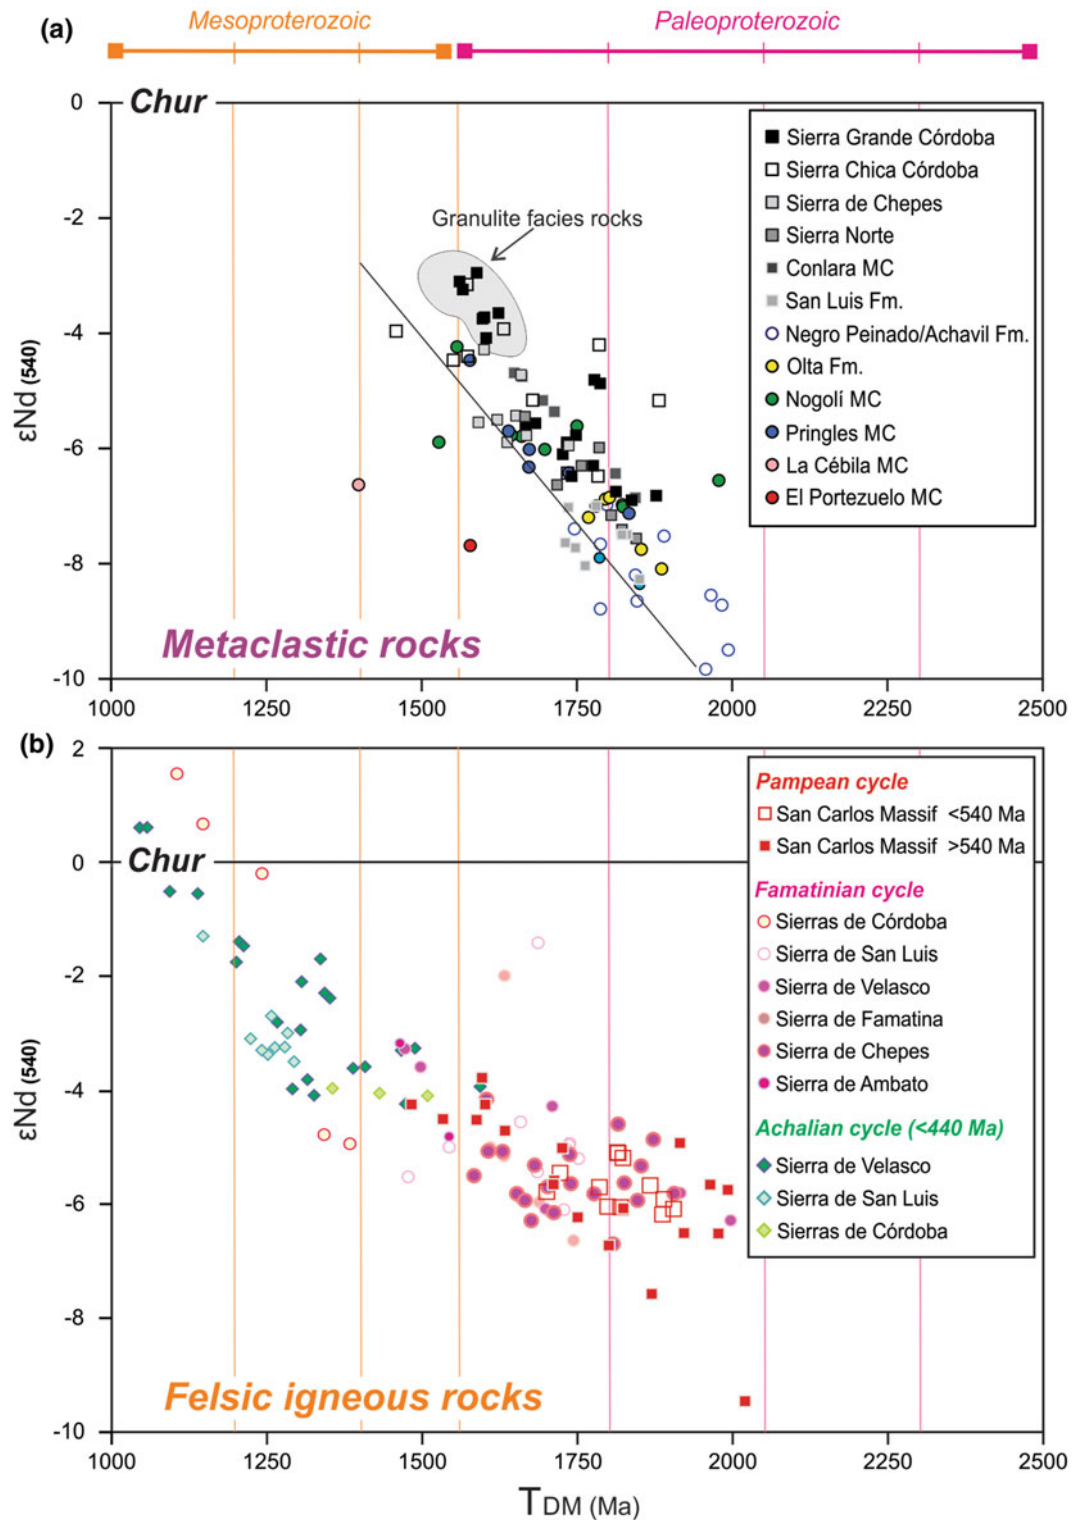 (a)
Mesoproterozoic
Paleoproterozoic
Chur
0
-2
-4
-6
-8
-10
εNd (540)
Granulite facies rocks
Sierra Grande Córdoba
Sierra Chica Córdoba
Sierra de Chepes
Sierra Norte
Conlara MC
San Luis Fm.
Negro Peinado/Achavil Fm.
Olta Fm.
Nogolí MC
Pringles MC
La Cébila MC
El Portezuelo MC
Metaclastic rocks
1000 1250 1500 1750 2000 2500
(b)
2
0
-2
-4
-6
-8
-10
εNd (540)
Chur
Pampean cycle
San Carlos Massif <540 Ma
San Carlos Massif >540 Ma
Famatinian cycle
Sierras de Córdoba
Sierra de San Luis
Sierra de Velasco
Sierra de Famatina
Sierra de Chepes
Sierra de Ambato
Achalian cycle (<440 Ma)
Sierra de Velasco
Sierra de San Luis
Sierras de Córdoba
Felsic igneous rocks
1000 1250 1500 1750 2000 2500
TDM (Ma)